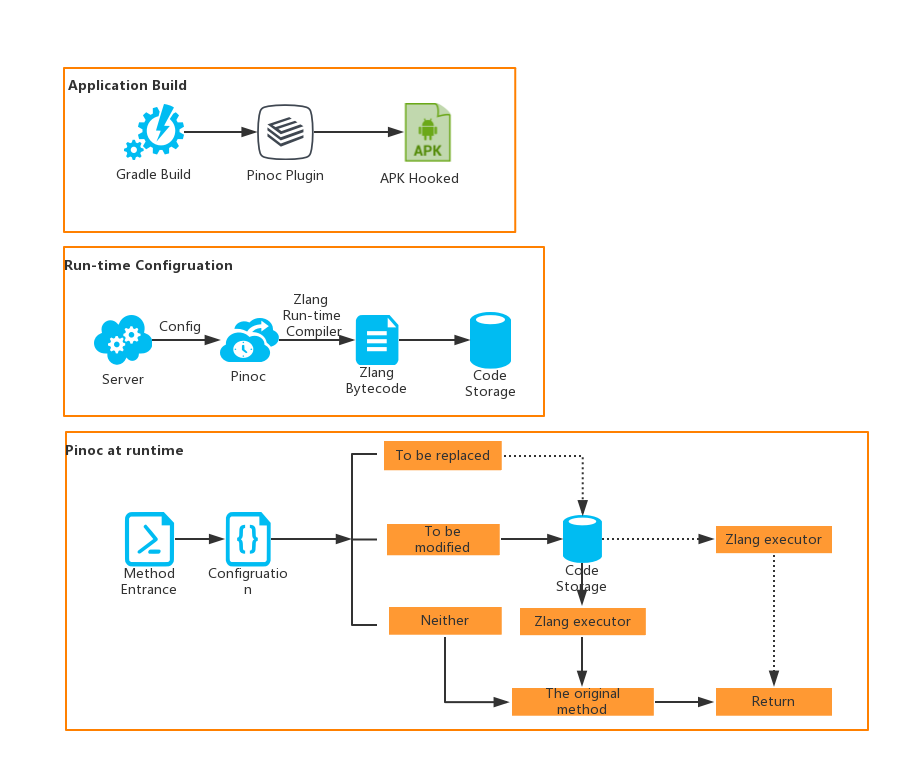 Application Build
APK
Gradle Build
Pinoc Plugin
APK Hooked
Run-time Configruation
Zlang
Run-time
Compiler
Config
Server
Pinoc
Zlang
Bytecode
Code
Storage
Pinoc at runtime
To be replaced
To be
modified
Zlang executor
Method
Entrance
Configruatio
n
Code
Storage
Neither
Zlang executor
The original
method
Return